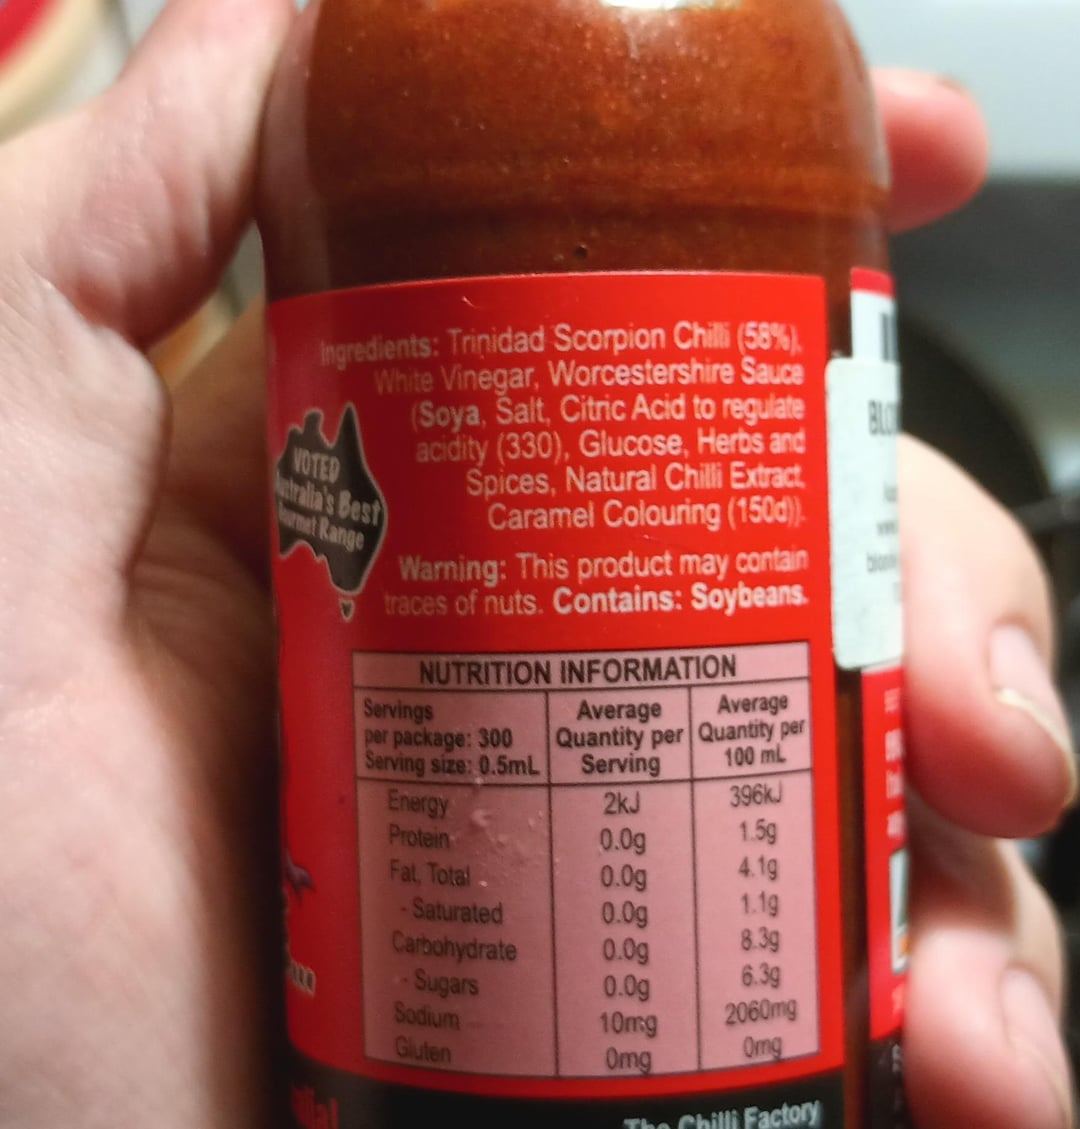 Ingredients: Trinidad Scorpion Chilli (58%),
White Vinegar, Worcestershire Sauce
(Soya, Salt, Citric Acid to regulate
acidity (330), Glucose, Herbs and
Spices, Natural Chilli Extract,
Caramel Colouring (150d)).
VOTED
Australia's Best
Gourmet Range
Warning: This product may contain
traces of nuts. Contains: Soybeans.
NUTRITION INFORMATION
Servings per package: 300 Serving size: 0.5mL Average Quantity per Serving Average Quantity per 100 mL
Energy 2kJ 396kJ
Protein 0.0g 1.5g
Fat, Total 0.0g 4.1g
- Saturated 0.0g 1.1g
Carbohydrate 0.0g 8.3g
- Sugars 0.0g 6.3g
Sodium 10mg 2060mg
Gluten 0mg 0mg
The Chilli Factory